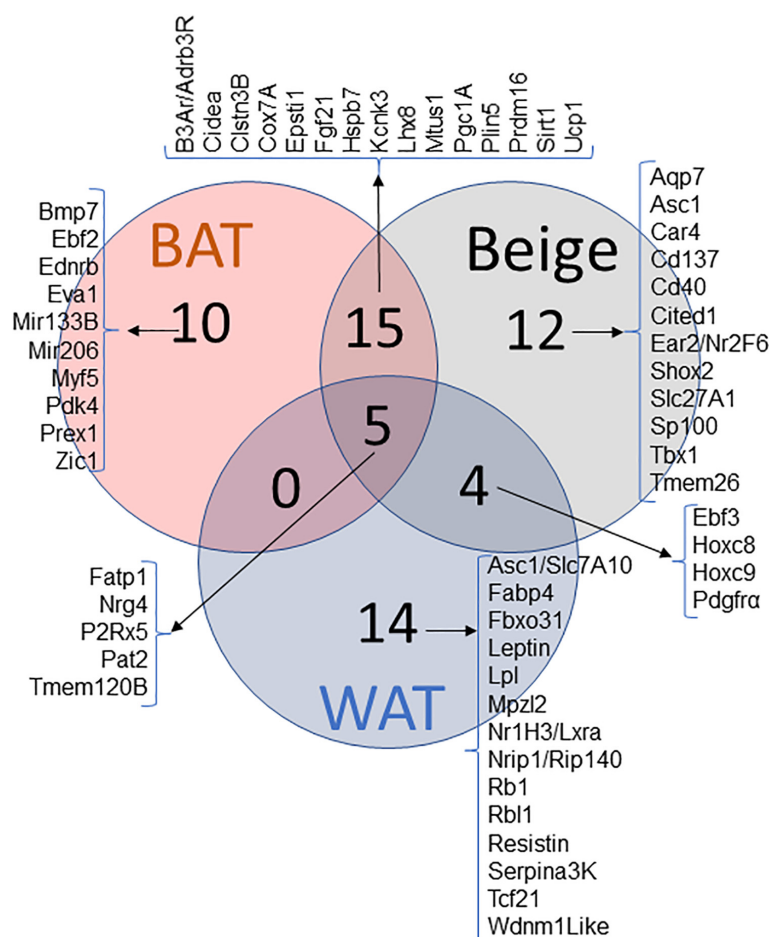 B3Ar/Adrb3R
Cidea
Clstn3B
Cox7A
Epsti1
Fgf21
Hspb7
Kcnk3
Lhx8
Mtus1
Pgc1A
Plin5
Prdm16
Sirt1
Ucp1
BAT
10
Bmp7
Ebf2
Ednrb
Eva1
Mir133B
Mir206
Myf5
Pdk4
Prex1
Zic1
15
Beige
12
Aqp7
Asc1
Car4
Cd137
Cd40
Cited1
Ear2/Nr2F6
Shox2
Slc27A1
Sp100
Tbx1
Tmem26
5
0
4
Ebf3
Hoxc8
Hoxc9
Pdgfrα
Fatp1
Nrg4
P2Rx5
Pat2
Tmem120B
14
WAT
Asc1/Slc7A10
Fabp4
Fbxo31
Leptin
Lpl
Mpzl2
Nr1H3/Lxra
Nrip1/Rip140
Rb1
Rbl1
Resistin
Serpina3K
Tcf21
Wdnm1Like